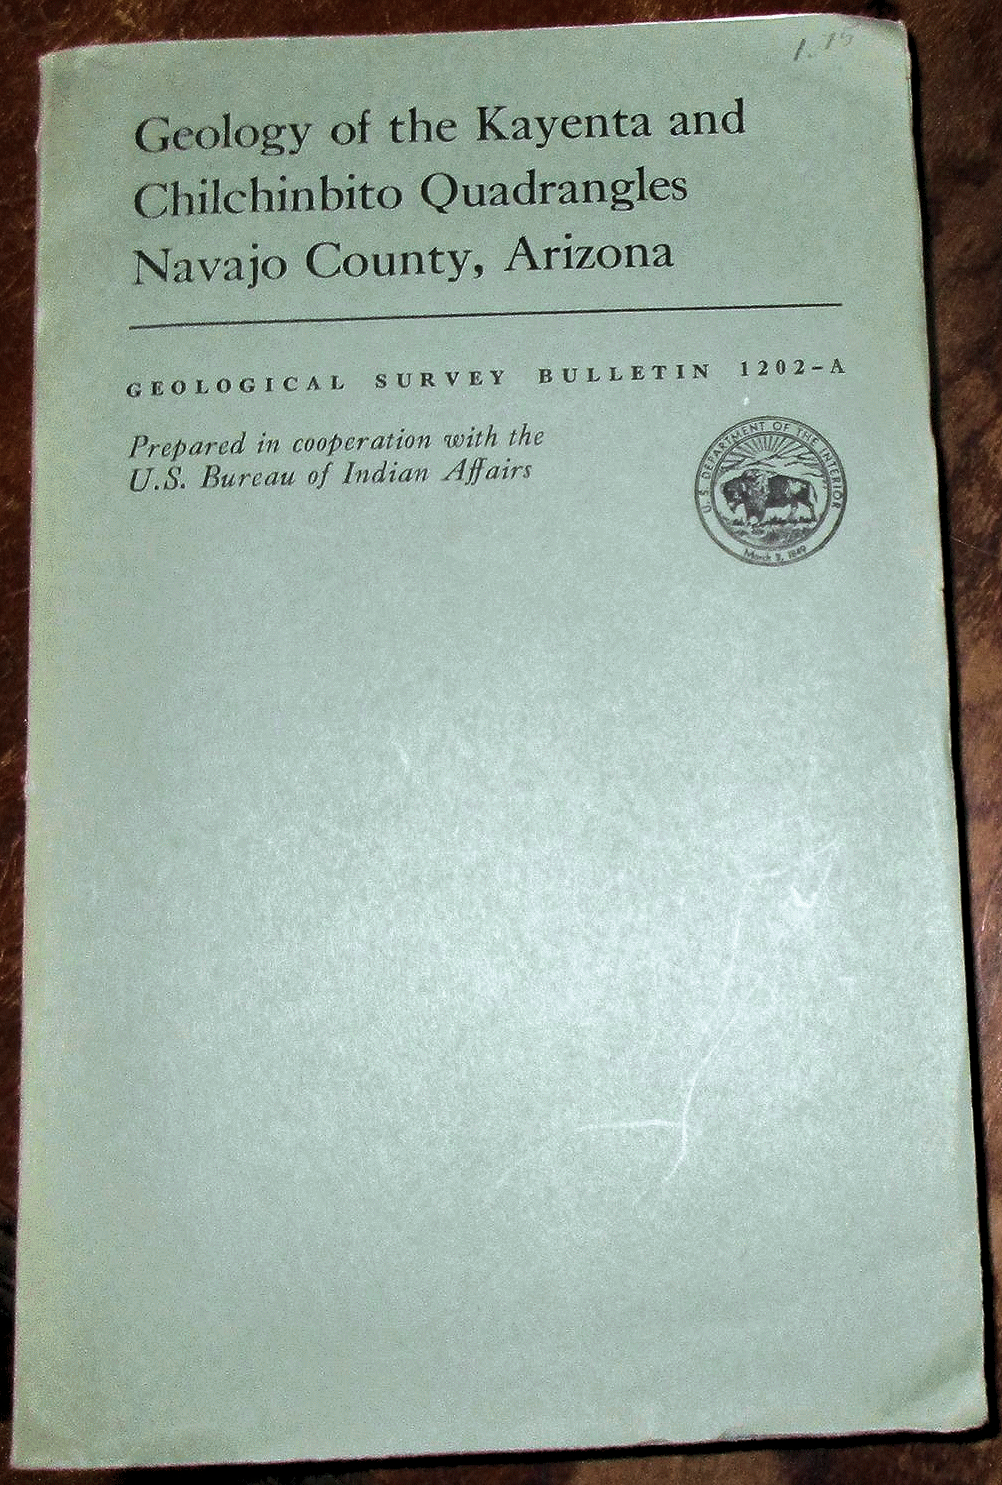 1.75
Geology of the Kayenta and
Chilchinbito Quadrangles
Navajo County, Arizona
GEOLOGICAL SURVEY BULLETIN 1202-A
Prepared in cooperation with the
U.S. Bureau of Indian Affairs
U. S. DEPARTMENT OF THE INTERIOR
March 3, 1849